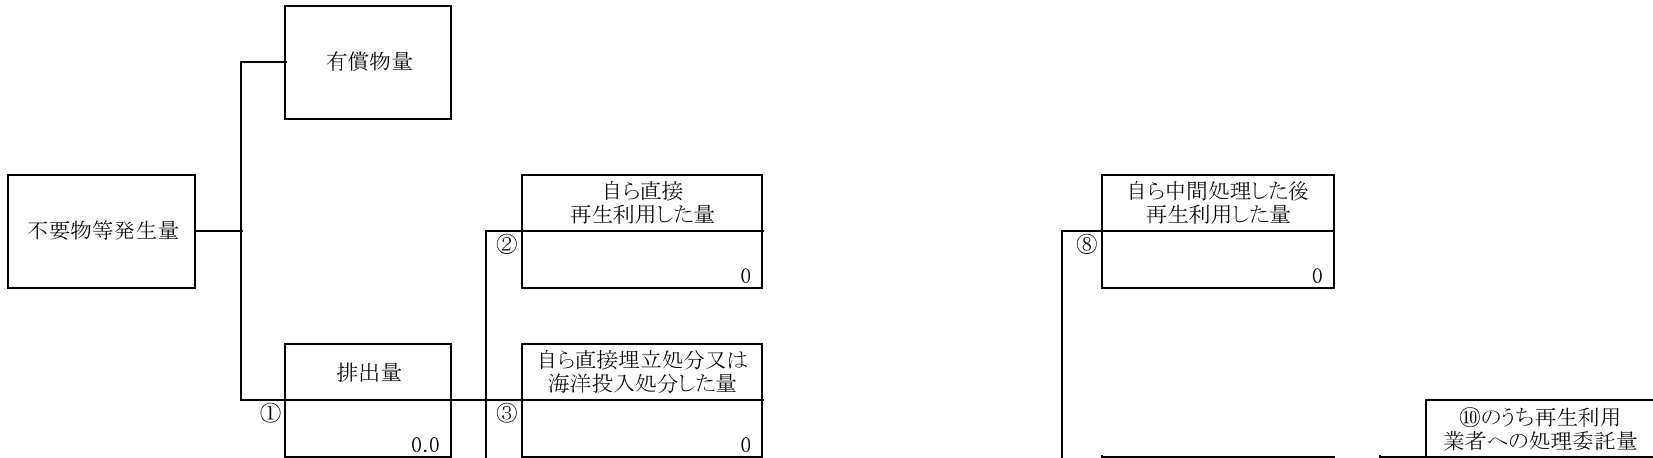 有償物量
不要物等発生量
自ら直接
再生利用した量
②
0
自ら中間処理した後
再生利用した量
⑧
0
排出量
①
0.0
自ら直接埋立処分又は
海洋投入処分した量
③
0
⑩のうち再生利用
業者への処理委託量